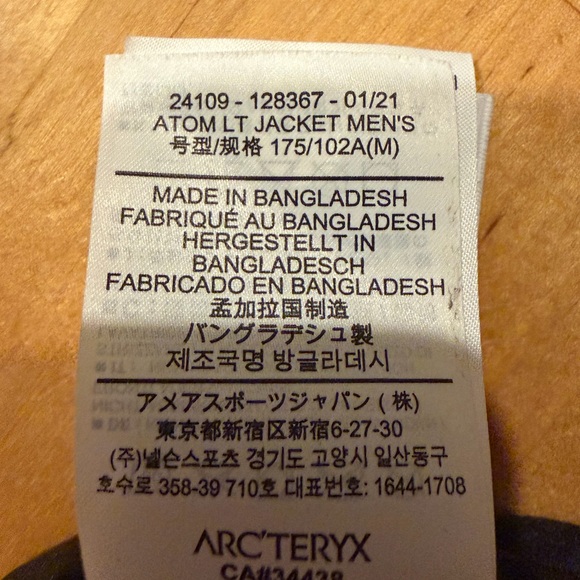 24109 - 128367 - 01/21
ATOM LT JACKET MEN'S
号型/规格 175/102A(M)
MADE IN BANGLADESH
FABRIQUÉ AU BANGLADESH
HERGESTELLT IN
BANGLADESCH
FABRICADO EN BANGLADESH
孟加拉国制造
バングラデシュ製
제조국명 방글라데시
アメアスポーツジャパン (株)
東京都新宿区新宿6-27-30
(주)넬슨스포츠 경기도 고양시 일산동구
호수로 358-39 710호 대표번호: 1644-1708
ARC'TERYX
CA#34428